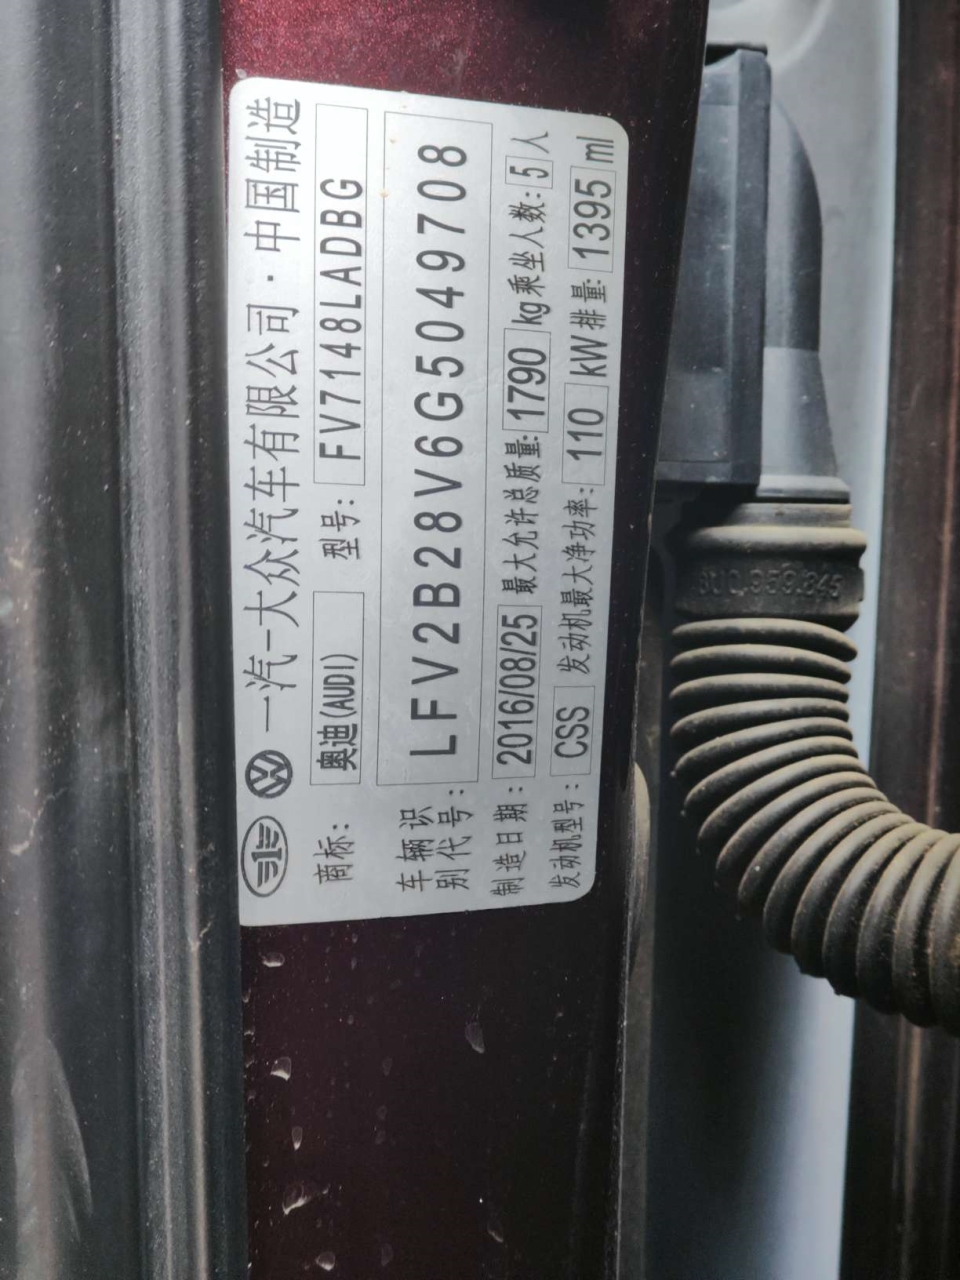 一汽-大众汽车有限公司·中国制造
商标: 奥迪(AUDI) 型号: FV7148LADBG
车辆识别代号: LFV2B28V6G5049708
制造日期: 2016/08/25 最大允许总质量: 1790 kg 乘坐人数: 5 人
发动机型号: CSS 发动机最大净功率: 110 kW 排量: 1395 ml
8U0.959.845